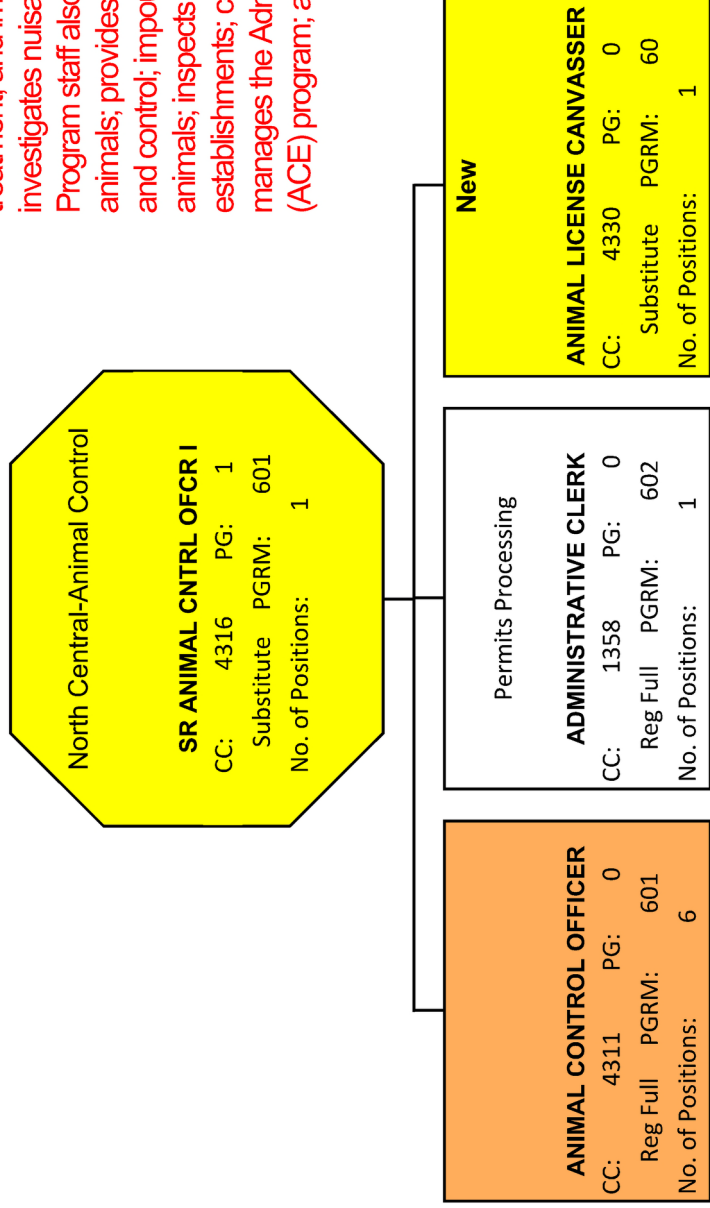 investigates nuisa
Program staff also
animals; provides
and control; impou
animals; inspects
establishments; c
manages the Adr
(ACE) program; a
North Central-Animal Control
SR ANIMAL CNTRL OFCR I
CC: 4316 PG: 1
Substitute PGRM: 601
No. of Positions: 1
ANIMAL CONTROL OFFICER
CC: 4311 PG: 0
Reg Full PGRM: 601
No. of Positions: 6
Permits Processing
ADMINISTRATIVE CLERK
CC: 1358 PG: 0
Reg Full PGRM: 602
No. of Positions: 1
New
ANIMAL LICENSE CANVASSER
CC: 4330 PG: 0
Substitute PGRM: 60
No. of Positions: 1